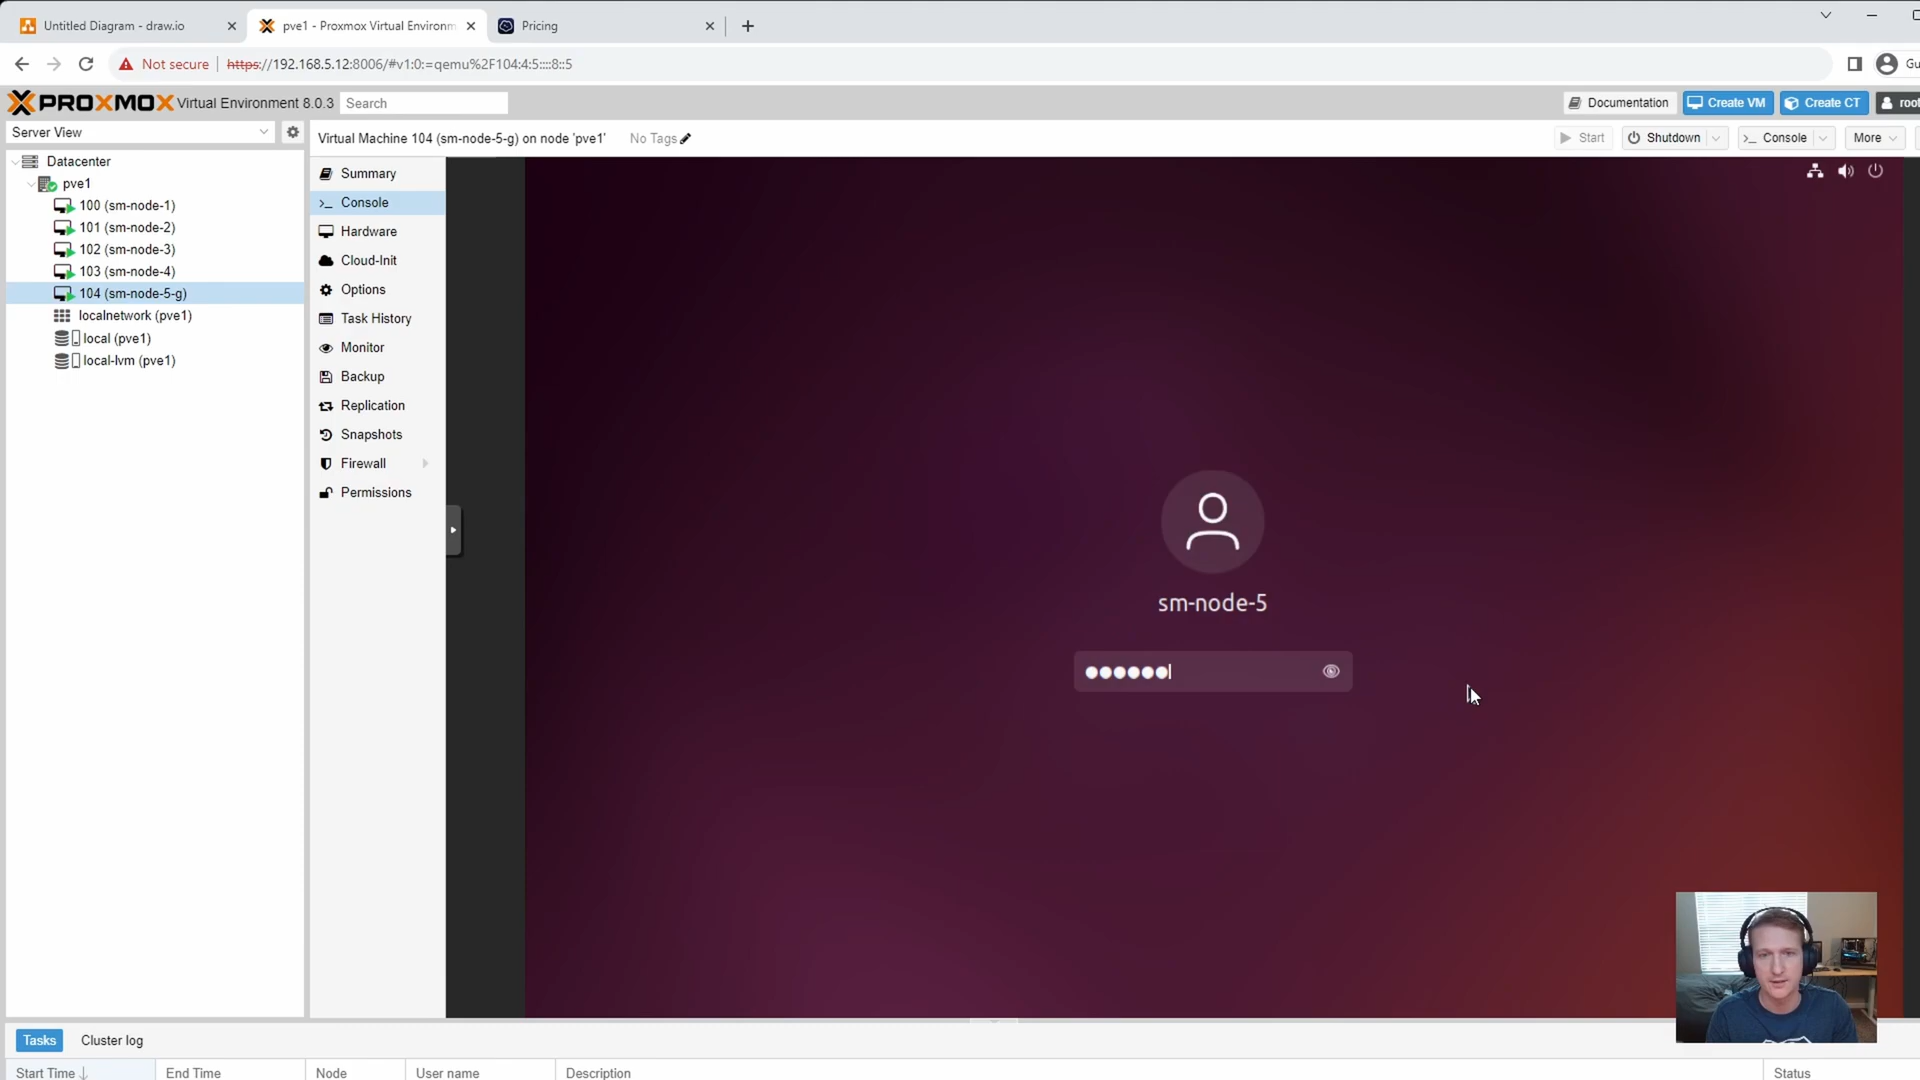 Untitled Diagram - draw.io
pve1 - Proxmox Virtual Environm
Pricing
Not secure
https://192.168.5.12:8006/#v1:0:=qemu%2F104:4:5::::8::5
Gu
PROXMOX Virtual Environment 8.0.3
Search
Documentation
Create VM
Create CT
root
Server View
Virtual Machine 104 (sm-node-5-g) on node 'pve1'
No Tags
Start
Shutdown
>_ Console
More
Datacenter
pve1
100 (sm-node-1)
101 (sm-node-2)
102 (sm-node-3)
103 (sm-node-4)
104 (sm-node-5-g)
localnetwork (pve1)
local (pve1)
local-lvm (pve1)
Summary
>_ Console
Hardware
Cloud-Init
Options
Task History
Monitor
Backup
Replication
Snapshots
Firewall
Permissions
sm-node-5
●●●●●●
Tasks
Cluster log
Start Time
End Time
Node
User name
Description
Status